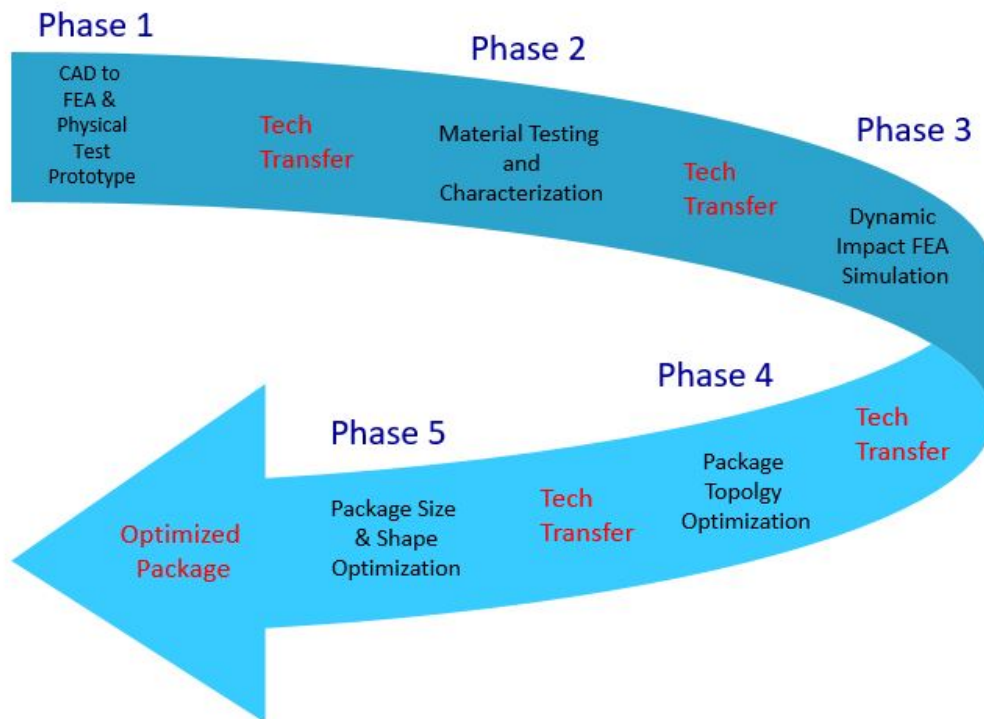 Phase 1
CAD to
FEA &
Physical
Test
Prototype
Tech
Transfer
Phase 2
Material Testing
and
Characterization
Tech
Transfer
Phase 3
Dynamic
Impact FEA
Simulation
Tech
Transfer
Phase 4
Package
Topolgy
Optimization
Tech
Transfer
Phase 5
Package Size
& Shape
Optimization
Optimized
Package